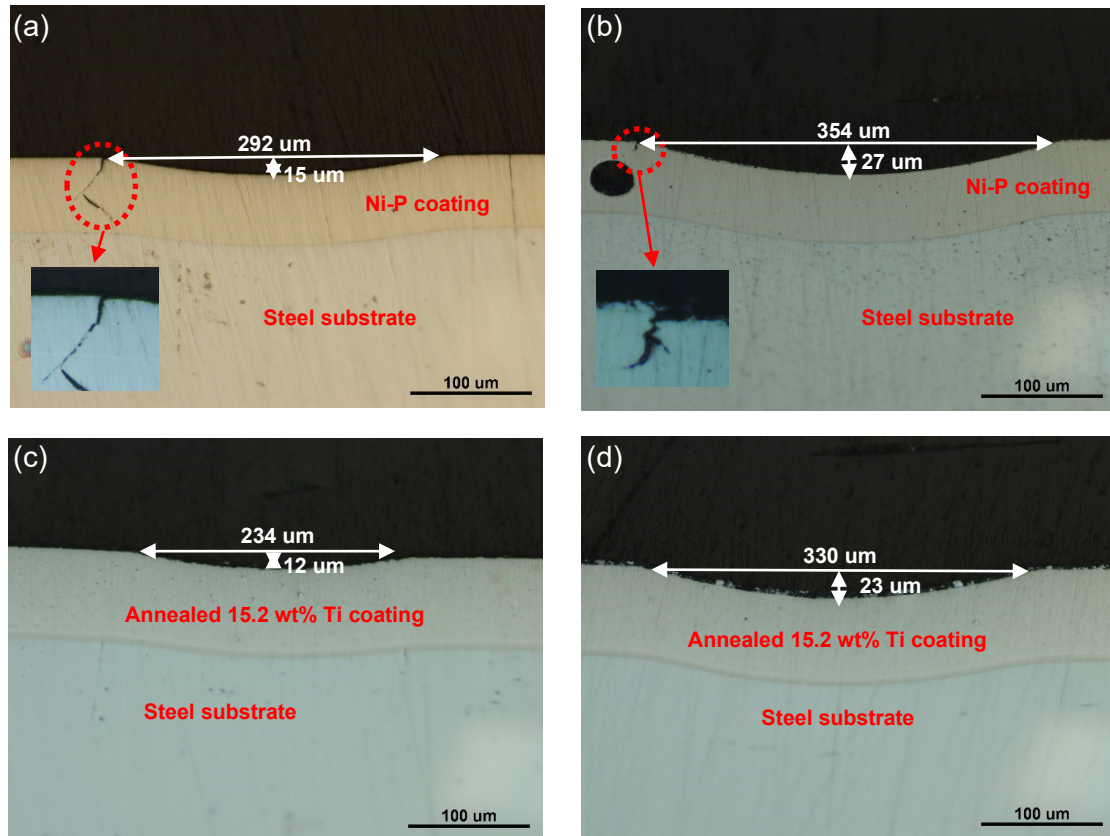 (a)
292 um
15 um
Ni-P coating
Steel substrate
100 um
(b)
354 um
27 um
Ni-P coating
Steel substrate
100 um
(c)
234 um
12 um
Annealed 15.2 wt% Ti coating
Steel substrate
100 um
(d)
330 um
23 um
Annealed 15.2 wt% Ti coating
Steel substrate
100 um